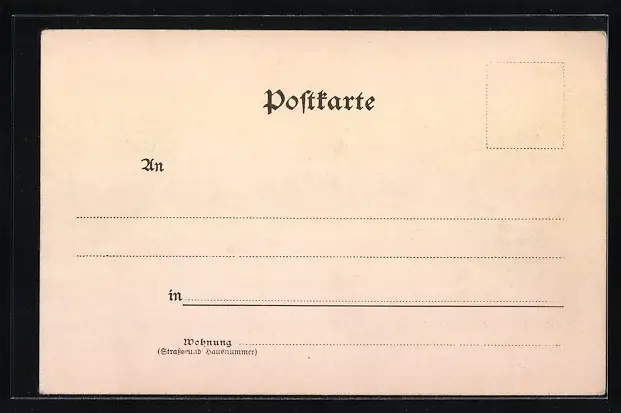 Postkarte
An
in
Wohnung
(Straße und Hausnummer)